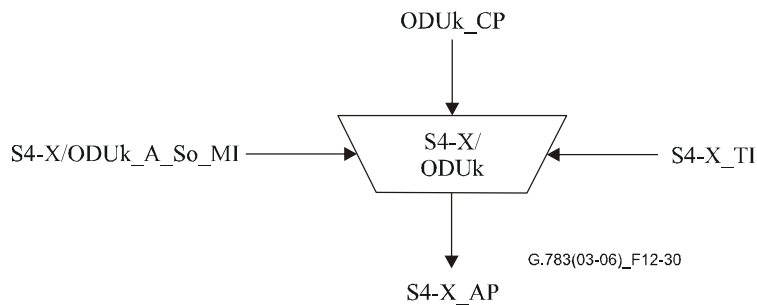 ODUk_CP
S4-X/ODUk_A_So_MI
S4-X/
ODUk
S4-X_TI
G.783(03-06)_F12-30
S4-X_AP